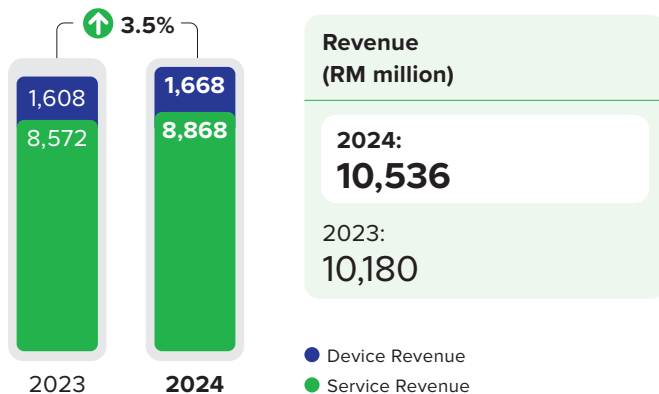 3.5%
1,608
8,572
2023
1,668
8,868
2024
Revenue
(RM million)
2024:
10,536
2023:
10,180
Device Revenue
Service Revenue